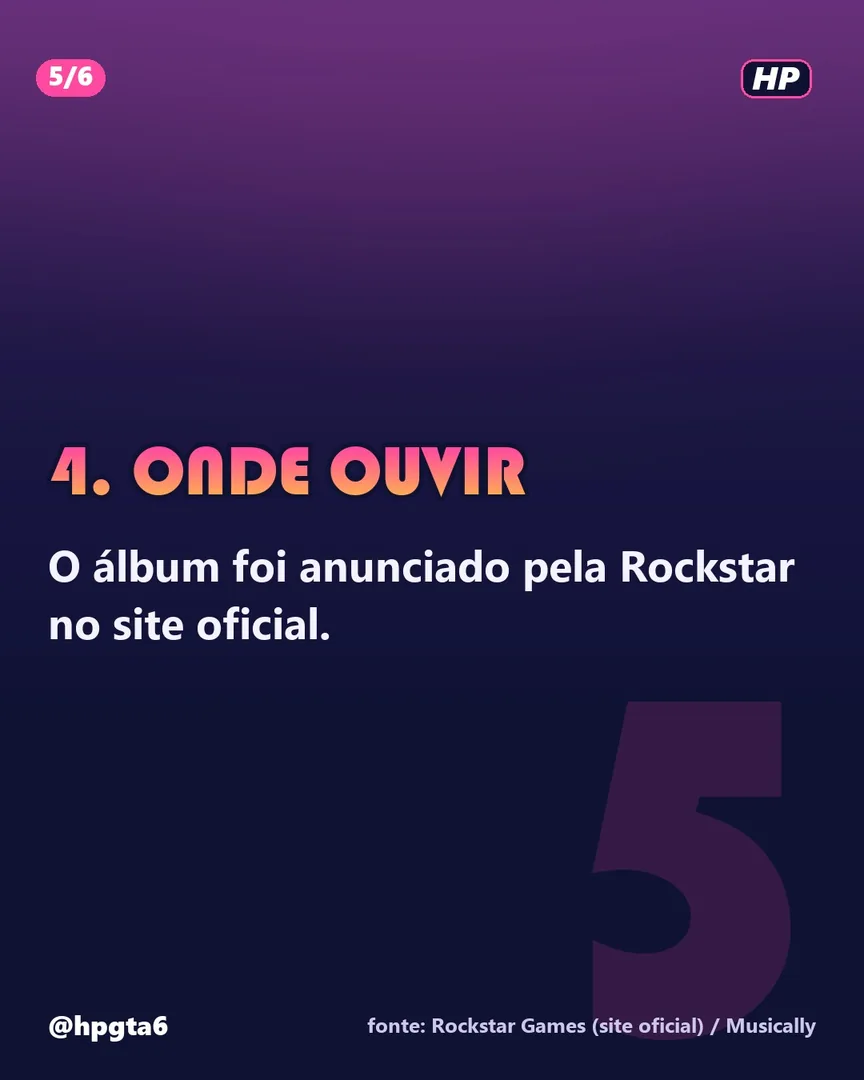 5/6
HP
4. ONDE OUVIR
O álbum foi anunciado pela Rockstar
no site oficial.
5
@hpgta6
fonte: Rockstar Games (site oficial) / Musically